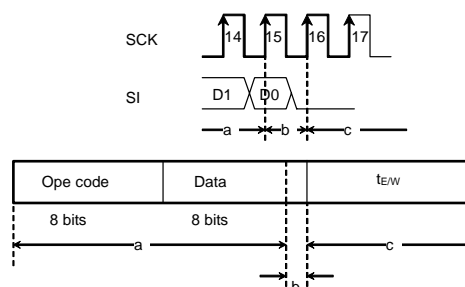 SCK 14 15 16 17
SI D1 D0
a b c
Ope code Data tE/W
8 bits 8 bits
a c
b